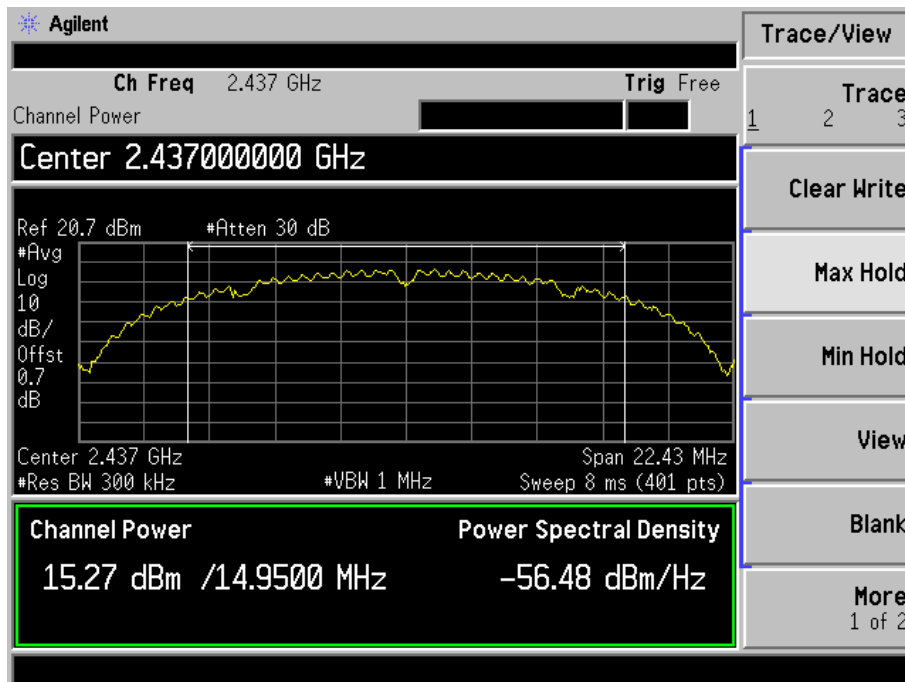 Agilent
Trace/View
Ch Freq 2.437 GHz Trig Free
Channel Power
Trace
1 2 3
Center 2.437000000 GHz
Clear Write
Ref 20.7 dBm #Atten 30 dB
#Avg
Log
10
dB/
Offst
0.7
dB
Max Hold
Min Hold
View
Center 2.437 GHz Span 22.43 MHz
#Res BW 300 kHz #VBW 1 MHz Sweep 8 ms (401 pts)
Channel Power Power Spectral Density
15.27 dBm /14.9500 MHz -56.48 dBm/Hz
Blank
More
1 of 2